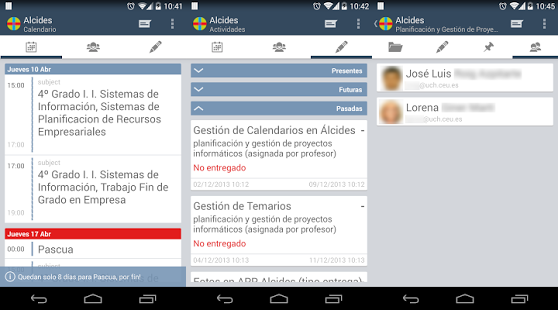 10:41
Alcides
Calendario
Jueves 10 Abr
15:00
subject
4º Grado I. I. Sistemas de
Información, Sistemas de
Planificacion de Recursos
Empresariales
17:00
17:00
subject
4º Grado I. I. Sistemas de
Información, Trabajo Fin de
Grado en Empresa
19:00
Jueves 17 Abr
00:00
Pascua
subject
Quedan solo 8 días para Pascua, por fin!
10:42
Alcides
Actividades
Presentes
Futuras
Pasadas
Gestión de Calendarios en Álcides -
planificación y gestión de proyectos
informáticos (asignada por profesor)
No entregado
02/12/2013 10:12
09/12/2013 10:12
Gestión de Temarios -
planificación y gestión de proyectos
informáticos (asignada por profesor)
No entregado
04/12/2013 10:13
11/12/2013 10:12
Fotos en APP Alcides (tipo entrega)
10:45
Alcides
Planificación y Gestión de Proye...
José Luis
@uch.ceu.es
Lorena
@uch.ceu.es